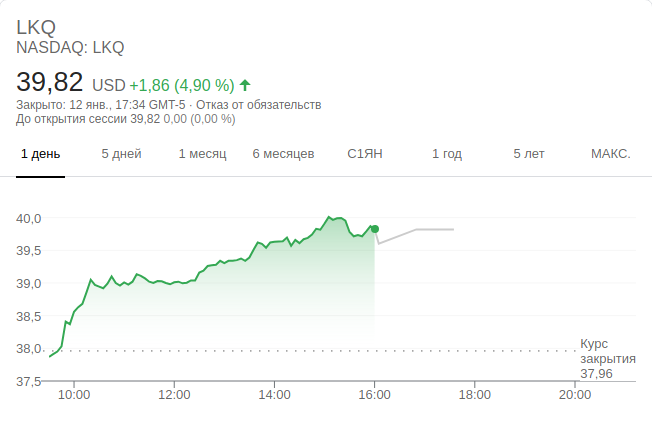 LKQ
NASDAQ: LKQ
39,82 USD +1,86 (4,90 %)
Закрыто: 12 янв., 17:34 GMT-5 · Отказ от обязательств
До открытия сессии 39,82 0,00 (0,00 %)
1 день 5 дней 1 месяц 6 месяцев С1ЯН 1 год 5 лет МАКС.
40,0
39,5
39,0
38,5
38,0
37,5
Курс
закрытия
37,96
10:00 12:00 14:00 16:00 18:00 20:00